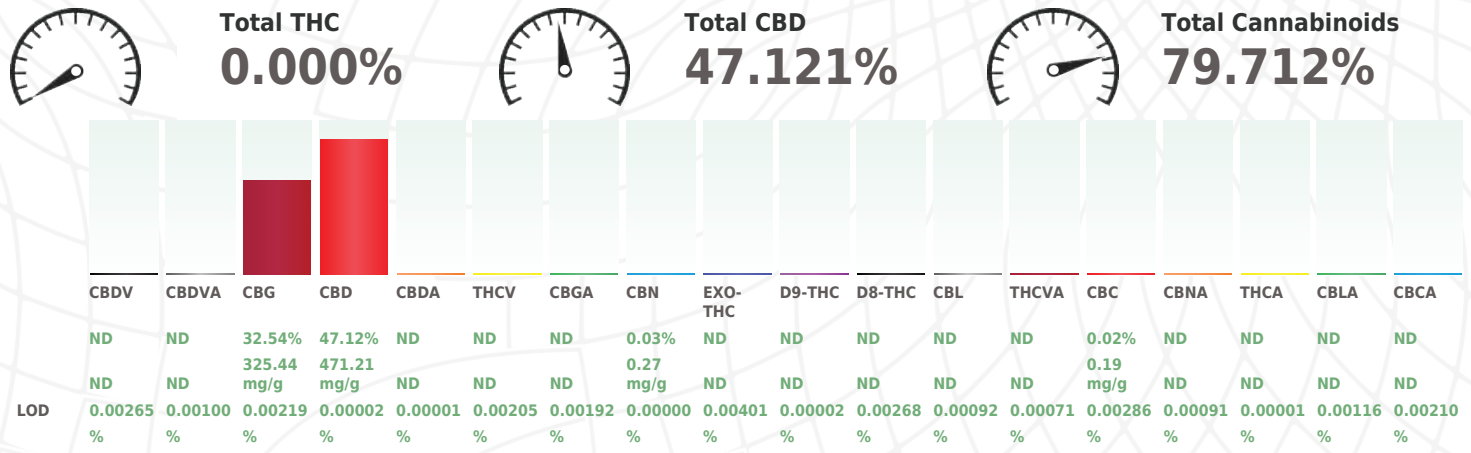 Total THC
0.000%
Total CBD
47.121%
Total Cannabinoids
79.712%
CBDV CBDVA CBG CBD CBDA THCV CBGA CBN EXO- D9-THC D8-THC CBL THCVA CBC CBNA THCA CBLA CBCA
THC
ND ND 32.54% 47.12% ND ND ND 0.03% ND ND ND ND ND 0.02% ND ND ND ND
325.44 471.21 0.27 0.19
ND ND mg/g mg/g ND ND ND mg/g ND ND ND ND ND mg/g ND ND ND ND
LOD 0.00265 0.00100 0.00219 0.00002 0.00001 0.00205 0.00192 0.00000 0.00401 0.00002 0.00268 0.00092 0.00071 0.00286 0.00091 0.00001 0.00116 0.00210
% % % % % % % % % % % % % % % % % %